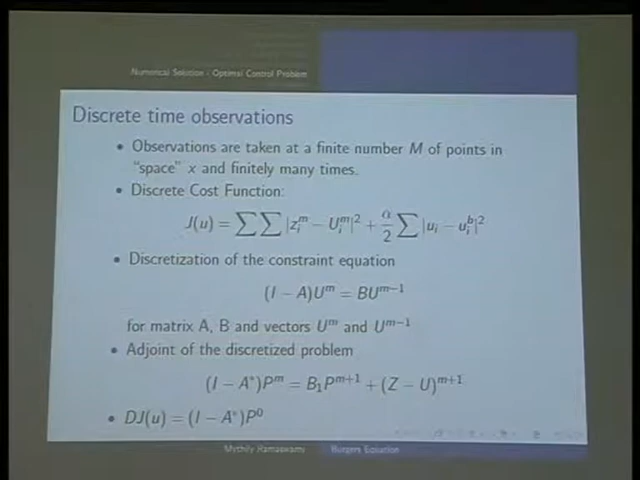 Numerical Solution - Optimal Control Problem
Discrete time observations
• Observations are taken at a finite number M of points in
"space" x and finitely many times.
• Discrete Cost Function:
J(u) = ∑∑ |z_i^m − U_i^m|^2 + α/2 ∑ |u_i − u_i^b|^2
• Discretization of the constraint equation
(I − A)U^m = BU^{m−1}
for matrix A, B and vectors U^m and U^{m−1}
• Adjoint of the discretized problem
(I − A*)P^m = B_1P^{m+1} + (Z − U)^{m+1}
• DJ(u) = (I − A*)P^0
Mythily Ramaswamy Burgers Equation